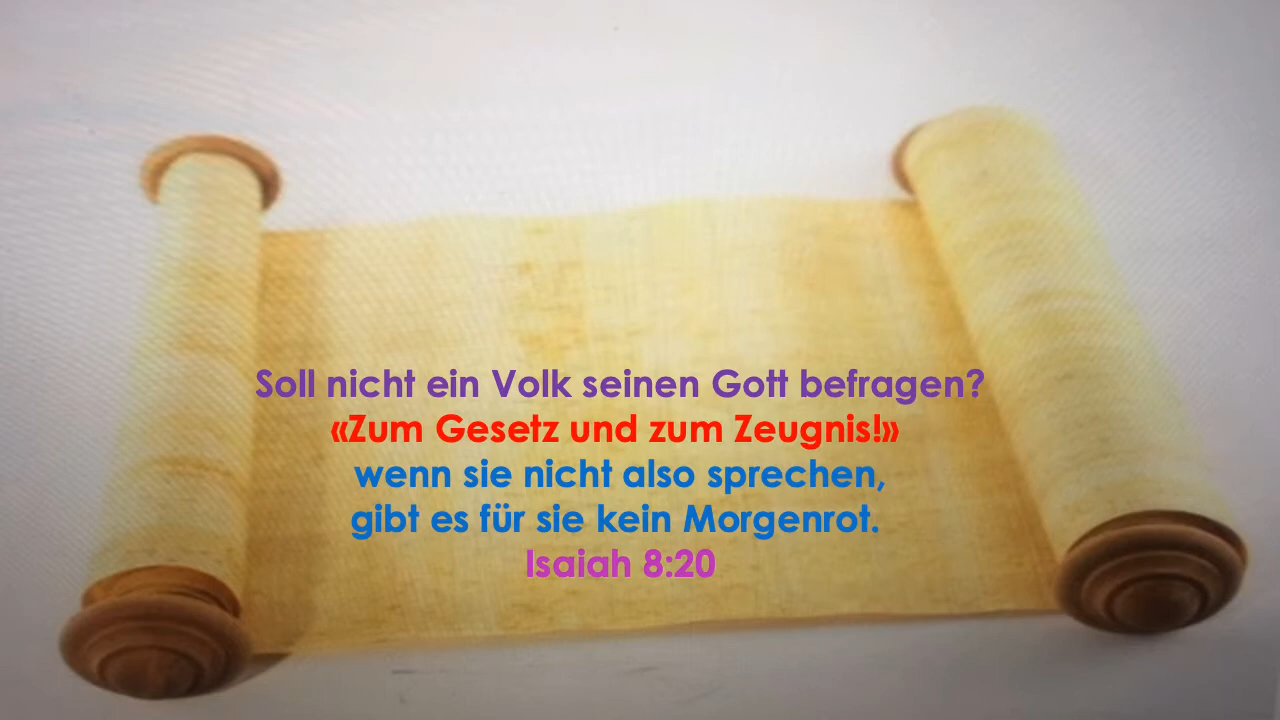 Soll nicht ein Volk seinen Gott befragen?
«Zum Gesetz und zum Zeugnis!»
wenn sie nicht also sprechen,
gibt es für sie kein Morgenrot.
Isaiah 8:20